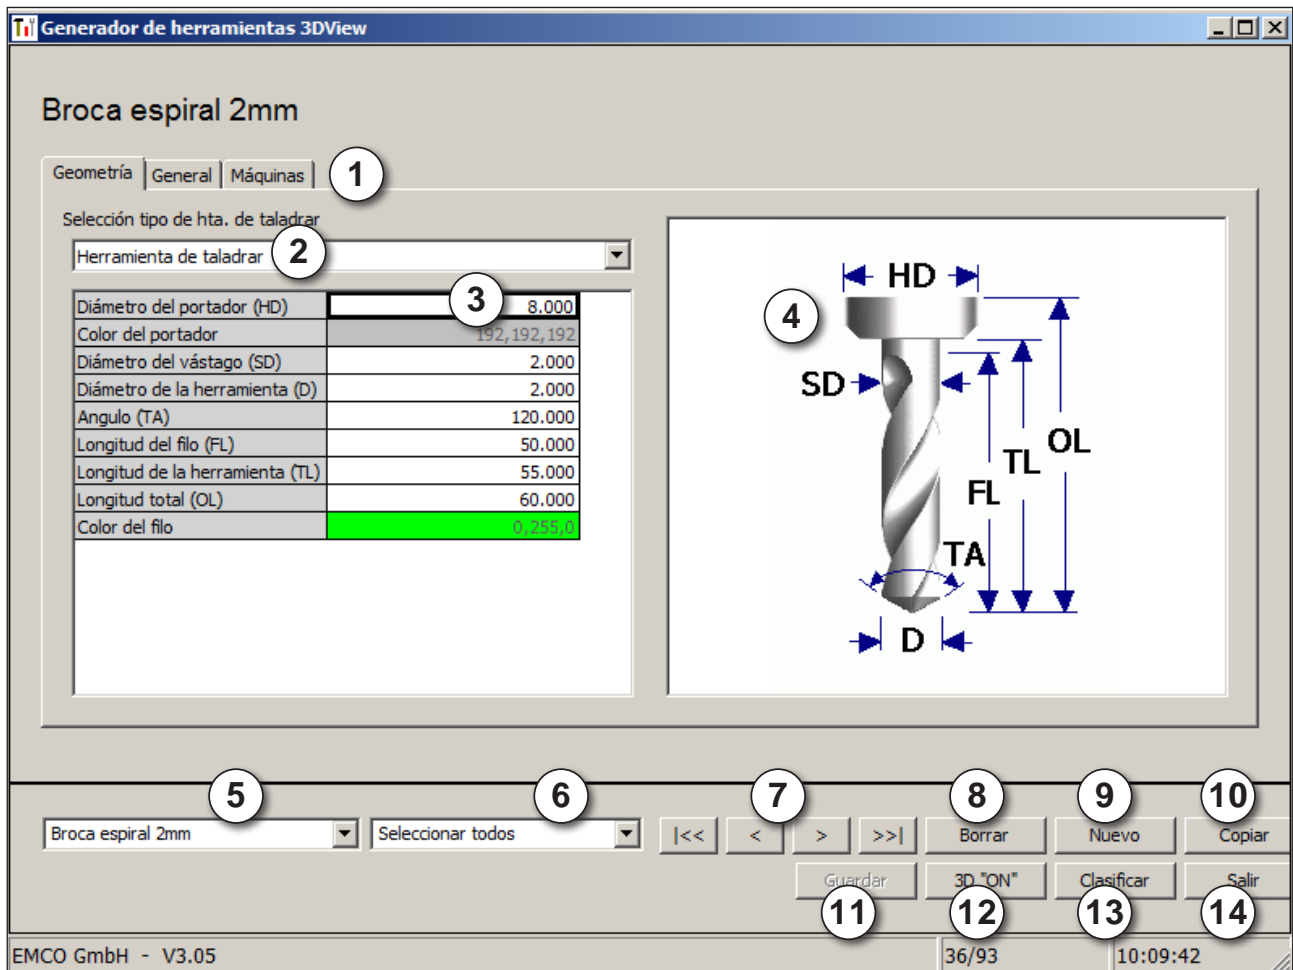 Generador de herramientas 3DView
Broca espiral 2mm
Geometría General Máquinas 1
Selección tipo de hta. de taladrar
Herramienta de taladrar 2
3
Diámetro del portador (HD) 8.000
Color del portador 192,192,192
Diámetro del vástago (SD) 2.000
Diámetro de la herramienta (D) 2.000
Angulo (TA) 120.000
Longitud del filo (FL) 50.000
Longitud de la herramienta (TL) 55.000
Longitud total (OL) 60.000
Color del filo 0,255,0
HD
4
SD
OL
TL
FL
TA
D
5 6 7 8 9 10
Broca espiral 2mm Seleccionar todos |<< < > >>| Borrar Nuevo Copiar
Guardar 3D "ON" Clasificar Salir
11 12 13 14
EMCO GmbH - V3.05 36/93 10:09:42